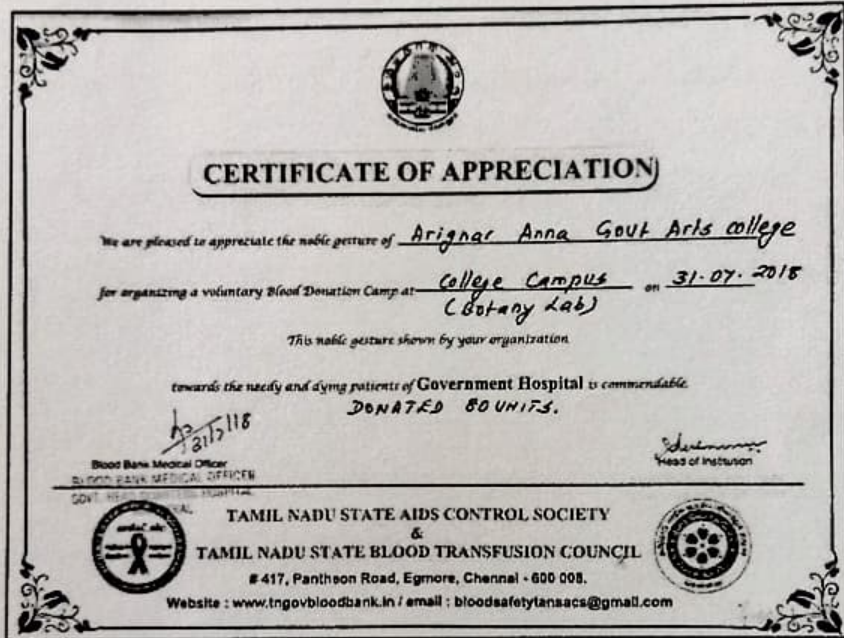 CERTIFICATE OF APPRECIATION
We are pleased to appreciate the noble gesture of Arignar Anna Govt Arts college
for organizing a voluntary Blood Donation Camp at College Campus on 31-07-2018
(Botany Lab)
This noble gesture shown by your organization
towards the needy and dying patients of Government Hospital is commendable.
DONATED 80 UNITS.
31/7/18
Blood Bank Medical Officer
BLOOD BANK MEDICAL OFFICER
Head of Institution
TAMIL NADU STATE AIDS CONTROL SOCIETY
&
TAMIL NADU STATE BLOOD TRANSFUSION COUNCIL
# 417, Pantheon Road, Egmore, Chennai - 600 008.
Website : www.tngovbloodbank.in / email : bloodsafetytansacs@gmail.com